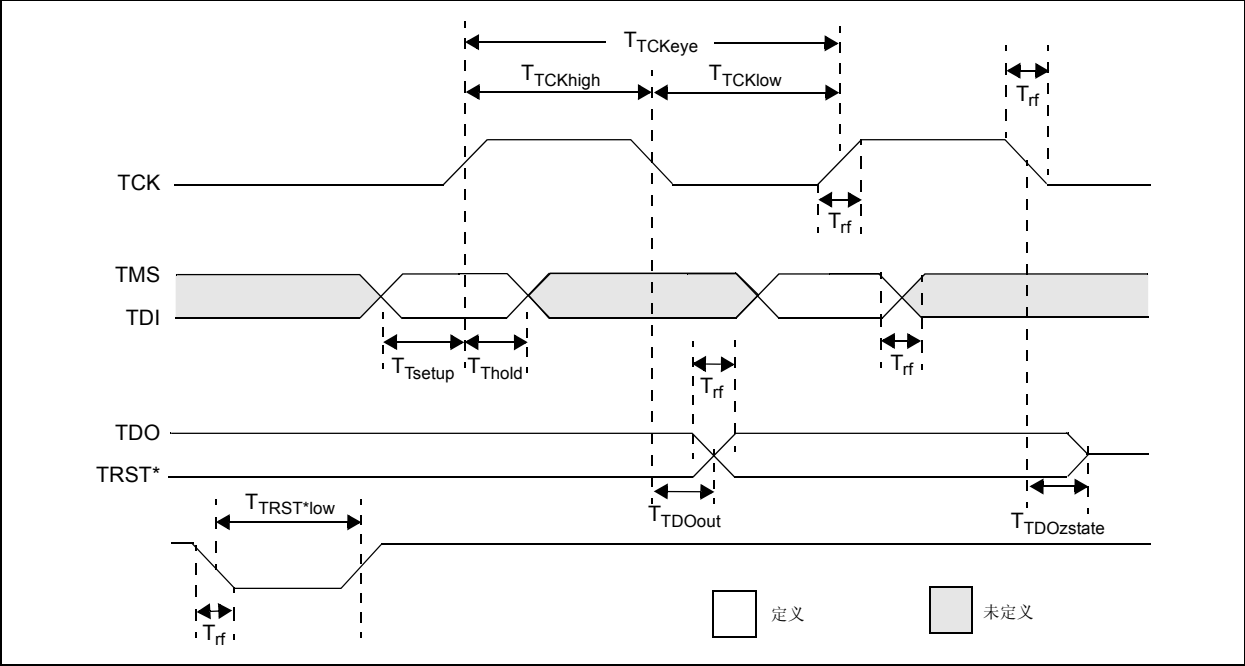 TTCKeye
TTCKhigh
TTCKlow
Trf
TCK
Trf
TMS
TDI
TTsetup
TThold
Trf
Trf
TDO
TRST*
TTRST*low
TTDOout
TTDOzstate
Trf
定义
未定义